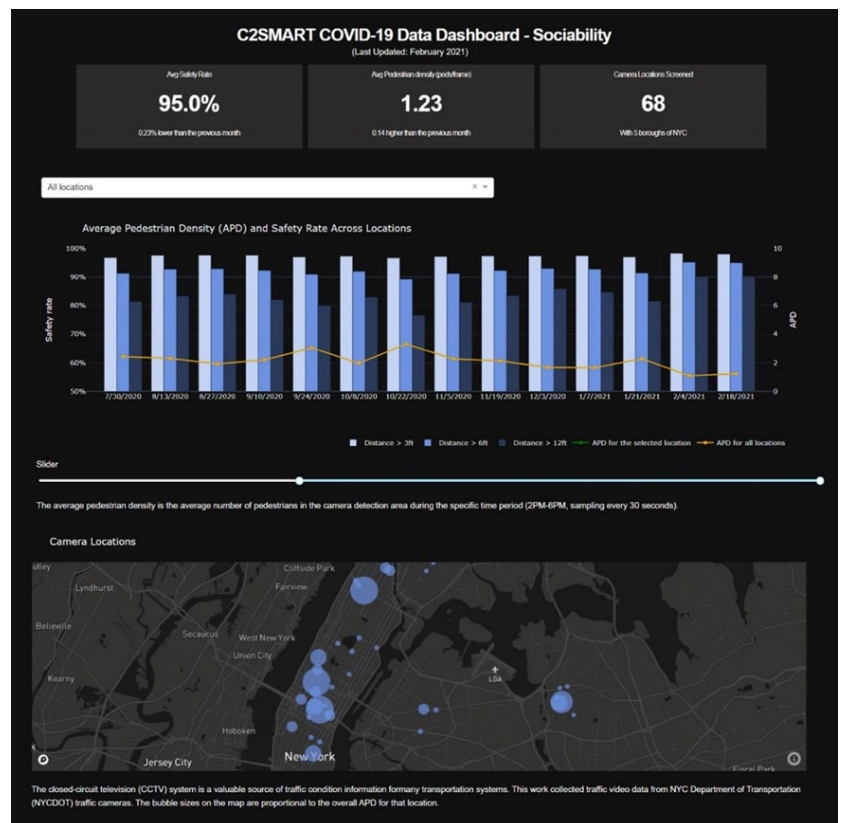 C2SMART COVID-19 Data Dashboard - Sociability
(Last Updated: February 2021)
Avg Safety Rate
95.0%
0.23% lower than the previous month
Avg Pedestrian density (peds/frame)
1.23
0.14 higher than the previous month
Camera Locations Screened
68
With 5 boroughs of NYC
All locations
Average Pedestrian Density (APD) and Safety Rate Across Locations
100%
90%
80%
70%
60%
50%
Safety rate
10
8
6
4
2
0
APD
7/30/2020 8/13/2020 8/27/2020 9/10/2020 9/24/2020 10/8/2020 10/22/2020 11/5/2020 11/19/2020 12/3/2020 1/7/2021 1/21/2021 2/4/2021 2/18/2021
Distance > 3ft Distance > 6ft Distance > 12ft APD for the selected location APD for all locations
Slider
The average pedestrian density is the average number of pedestrians in the camera detection area during the specific time period (2PM-6PM, sampling every 30 seconds).
Camera Locations
utley
Cliffside Park
Lyndhurst
Fairview
Belleville
Secaucus
West New York
Union City
Kearny
LGA
Hoboken
Jersey City
New York
Floral Park
The closed-circuit television (CCTV) system is a valuable source of traffic condition information formany transportation systems. This work collected traffic video data from NYC Department of Transportation
(NYCDOT) traffic cameras. The bubble sizes on the map are proportional to the overall APD for that location.